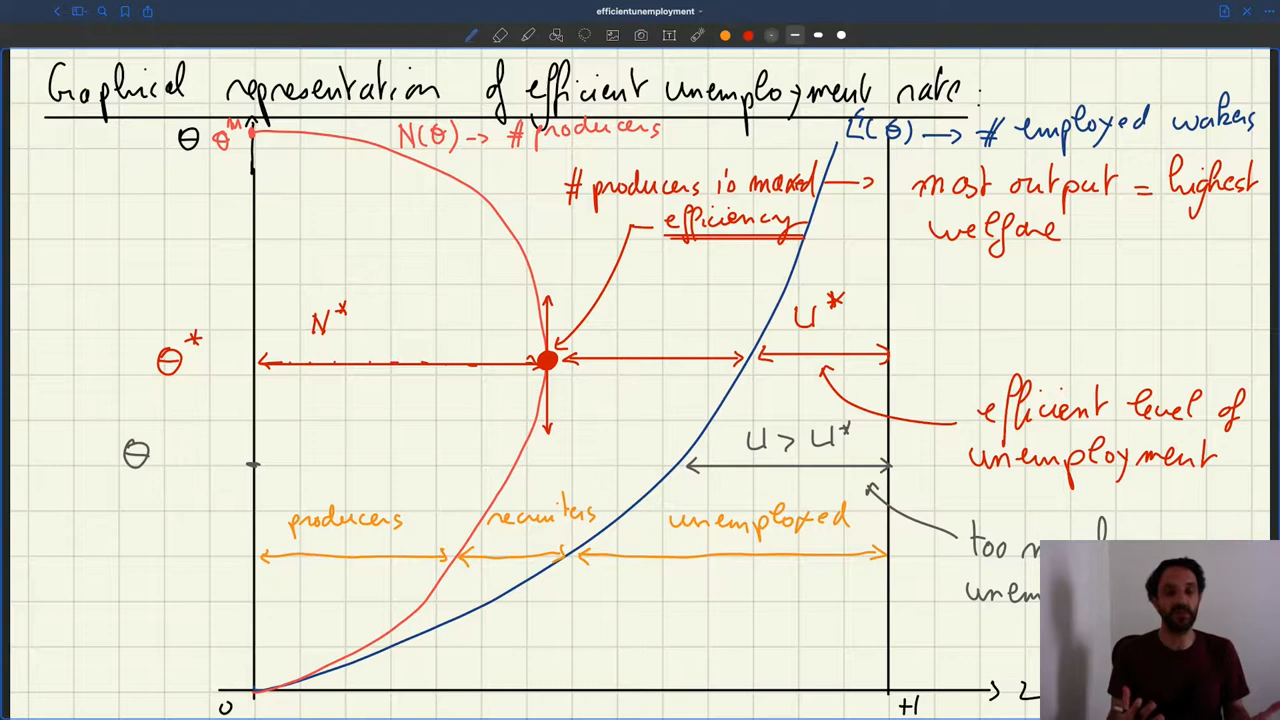 efficientunemployment
Graphical representation of efficient unemployment rate.
θ
θᴹ
N(θ) → # producers
L(θ) → # employed workers
# producers is maxed → most output = highest
efficiency
welfare
N*
U*
θ*
efficient level of
unemployment
θ
U > U*
producers
recruiters
unemployed
too
0
+1